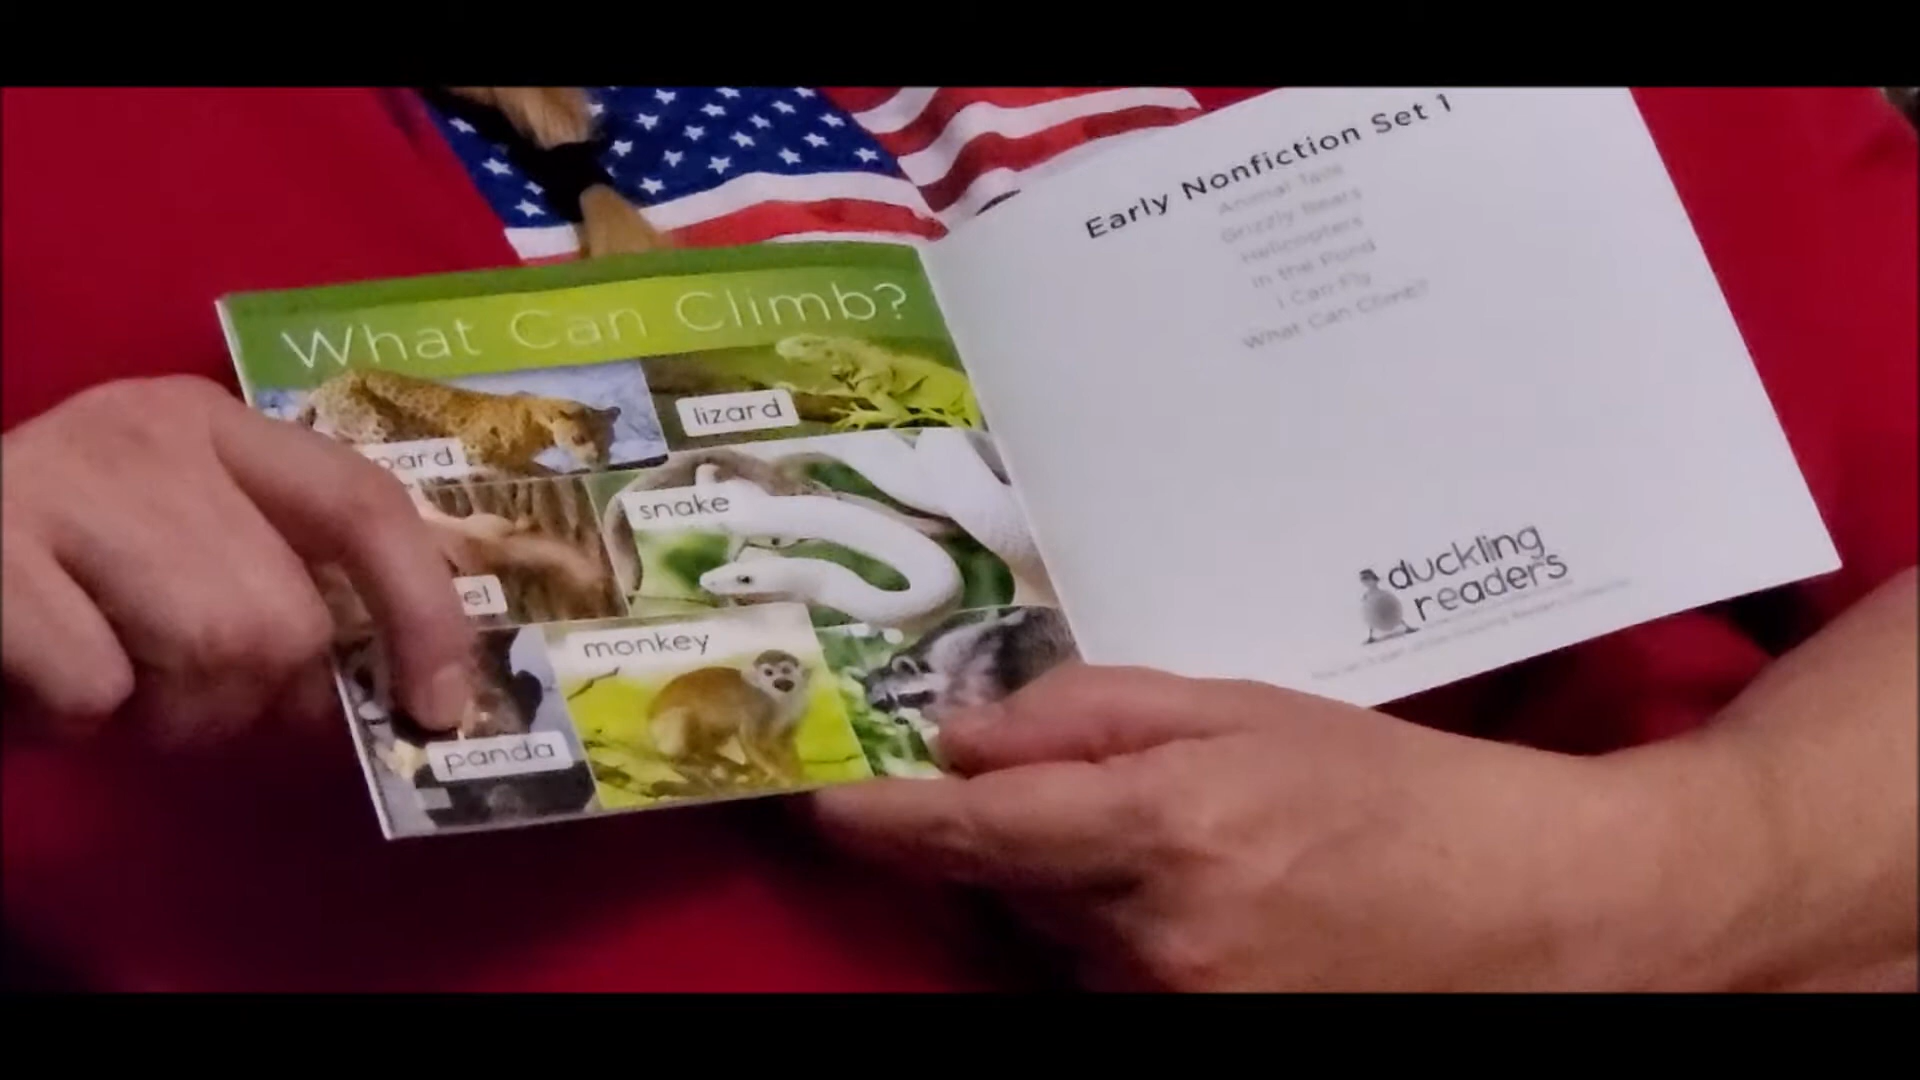 What Can Climb?
lizard
snake
monkey
panda
Early Nonfiction Set 1
Animal Tails
Grizzly Bears
Helicopters
In the Pond
I Can Fly
What Can Climb?
duckling
readers